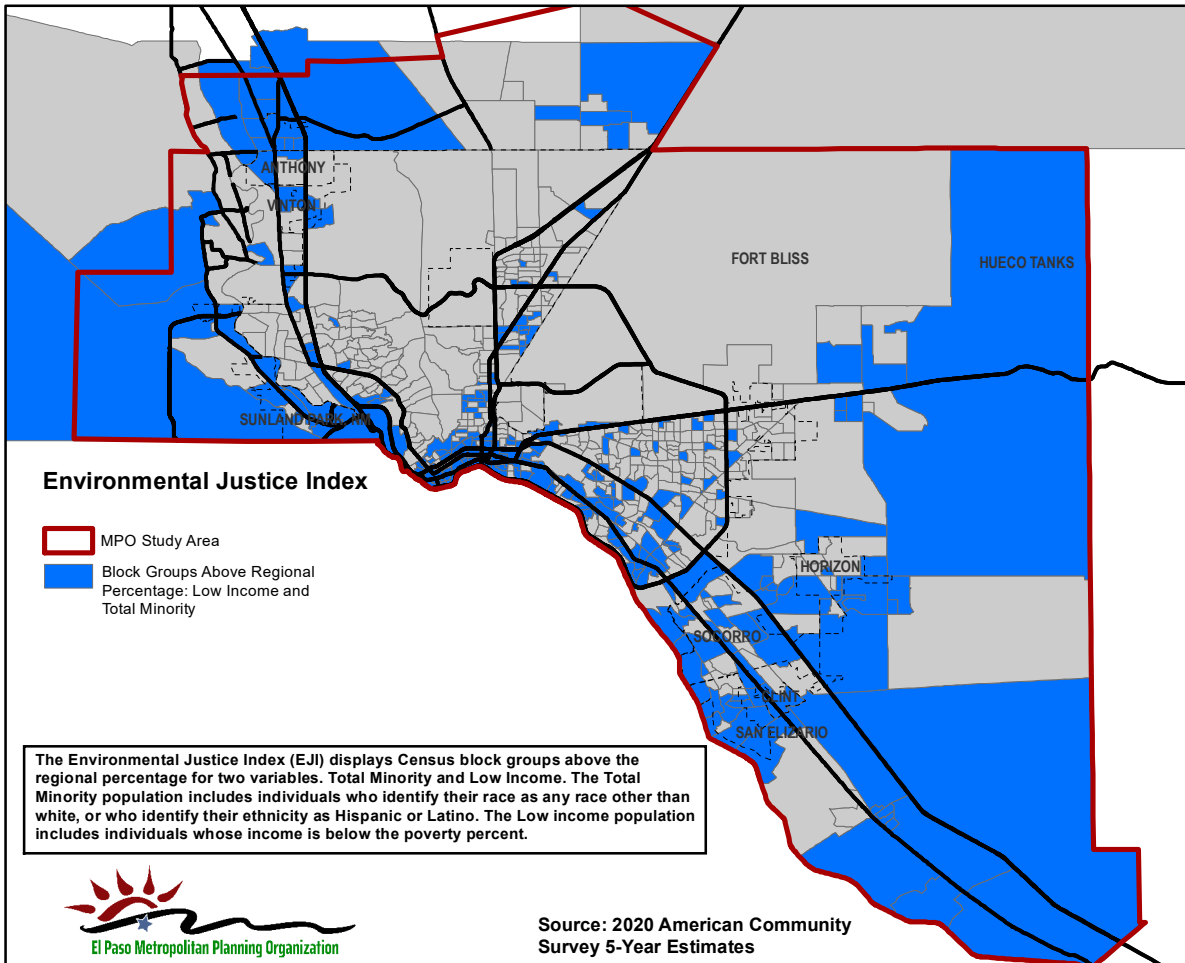 ANTHONY
VINTON
FORT BLISS
HUECO TANKS
SUNLAND PARK, NM
HORIZON
SOCORRO
CLINT
SAN ELIZARIO
Environmental Justice Index
MPO Study Area
Block Groups Above Regional
Percentage: Low Income and
Total Minority
The Environmental Justice Index (EJI) displays Census block groups above the
regional percentage for two variables. Total Minority and Low Income. The Total
Minority population includes individuals who identify their race as any race other than
white, or who identify their ethnicity as Hispanic or Latino. The Low income population
includes individuals whose income is below the poverty percent.
El Paso Metropolitan Planning Organization
Source: 2020 American Community
Survey 5-Year Estimates